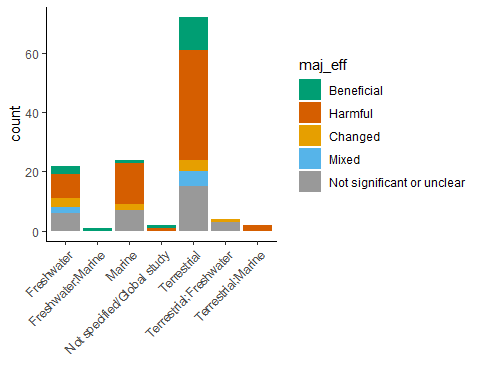 maj_eff
Beneficial
Harmful
Changed
Mixed
Not significant or unclear
count
60
40
20
0
Freshwater
Freshwater;Marine
Marine
Not specified/Global study
Terrestrial
Terrestrial;Freshwater
Terrestrial;Marine